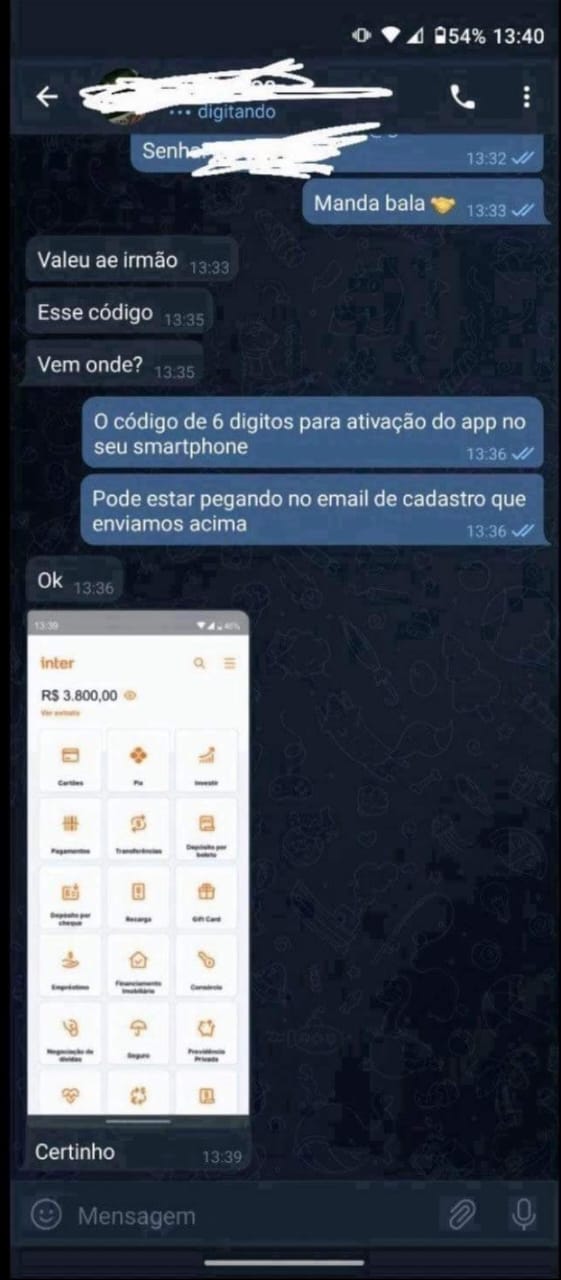 54% 13:40
digitando
Senha
13:32
Manda bala 🤝 13:33
Valeu ae irmão 13:33
Esse código 13:35
Vem onde? 13:35
O código de 6 digitos para ativação do app no
seu smartphone
13:36
Pode estar pegando no email de cadastro que
enviamos acima
13:36
Ok 13:36
13:39 46%
inter
R$ 3.800,00
Ver extrato
Cartões Pix Investir
Pagamentos Transferências Depósito por
boleto
Depósito por
cheque
Recarga Gift Card
Empréstimo Financiamento
Imobiliário
Consórcio
Negociação de
dívidas
Seguro Previdência
Privada
Certinho 13:39
Mensagem